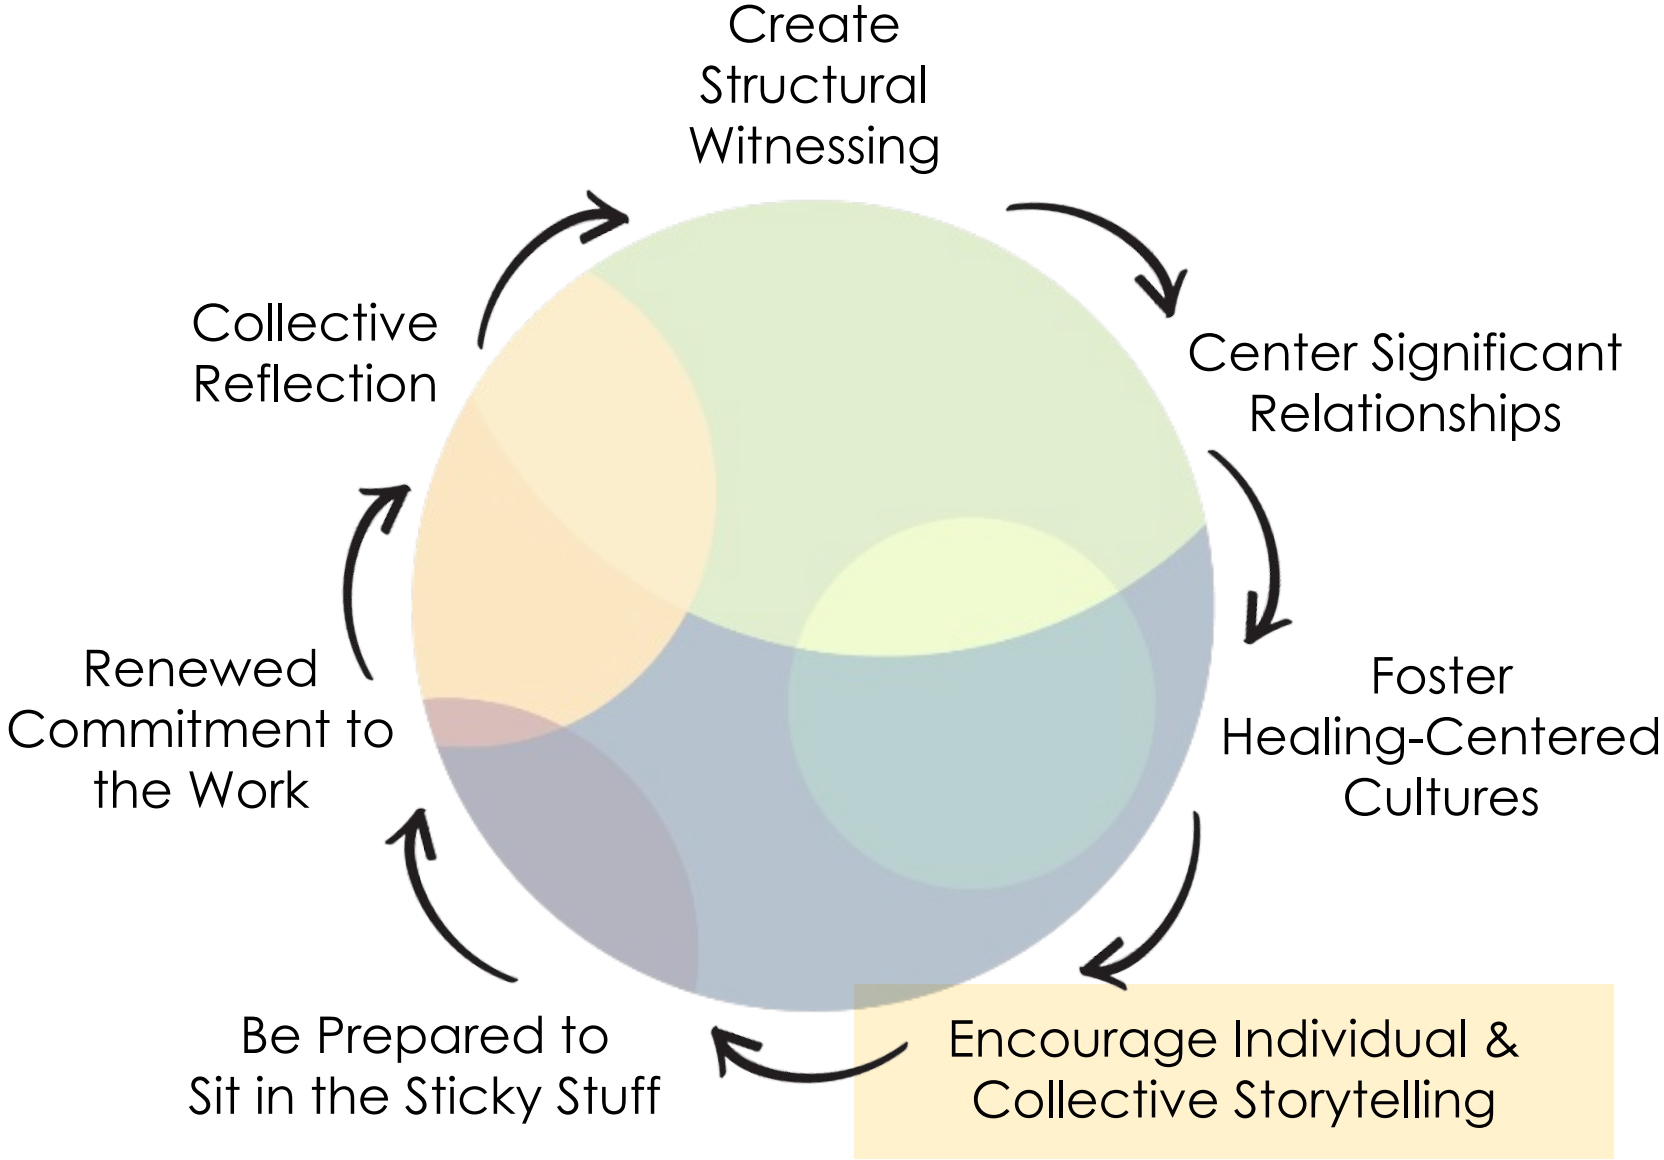 Create
Structural
Witnessing
Center Significant
Relationships
Foster
Healing-Centered
Cultures
Encourage Individual &
Collective Storytelling
Be Prepared to
Sit in the Sticky Stuff
Renewed
Commitment to
the Work
Collective
Reflection